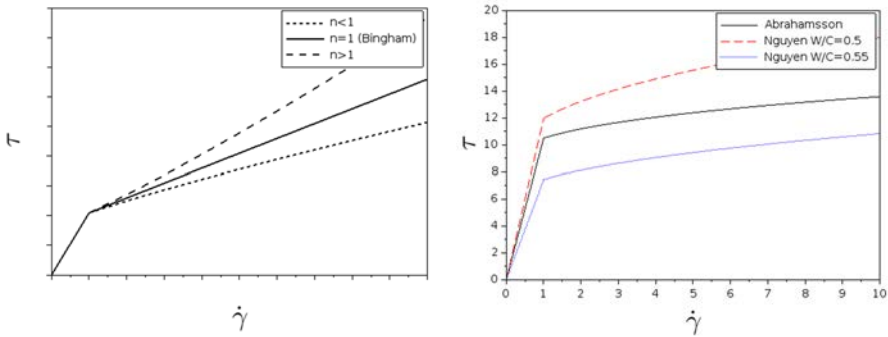 n<1
n=1 (Bingham)
n>1
τ
γ̇
20
18
16
14
12
10
8
6
4
2
0
Abrahamsson
Nguyen W/C=0.5
Nguyen W/C=0.55
τ
0 1 2 3 4 5 6 7 8 9 10
γ̇